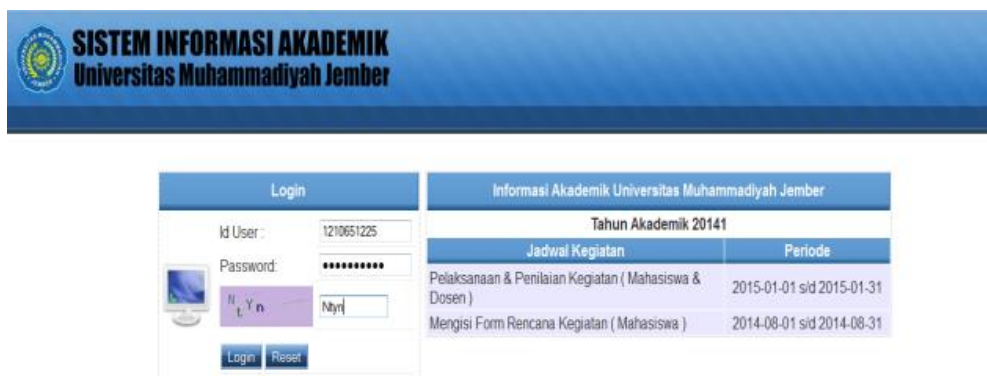 SISTEM INFORMASI AKADEMIK
Universitas Muhammadiyah Jember
Login
Id User :
1210651225
Password:
••••••••••
N t Y n
Ntyn
Login
Reset
Informasi Akademik Universitas Muhammadiyah Jember
Tahun Akademik 20141
Jadwal Kegiatan
Periode
Pelaksanaan & Penilaian Kegiatan ( Mahasiswa &
Dosen )
2015-01-01 s/d 2015-01-31
Mengisi Form Rencana Kegiatan ( Mahasiswa )
2014-08-01 s/d 2014-08-31